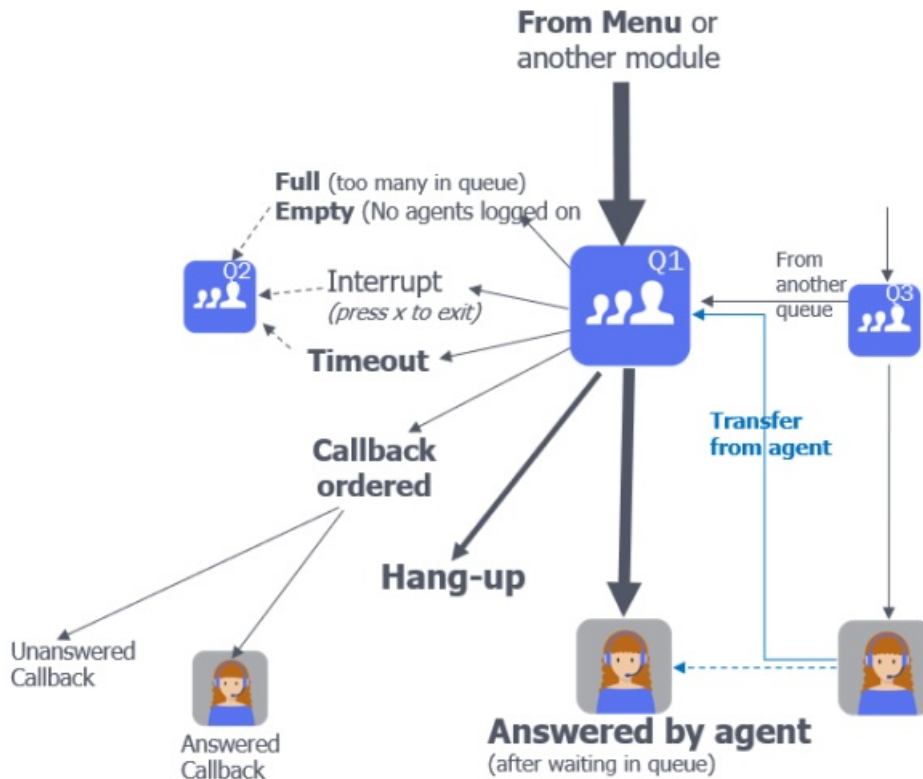 From Menu or
another module
Full (too many in queue)
Empty (No agents logged on
Q1
Q2
Interrupt
(press x to exit)
From
another
queue
Q3
Timeout
Transfer
from agent
Callback
ordered
Hang-up
Unanswered
Callback
Answered
Callback
Answered by agent
(after waiting in queue)